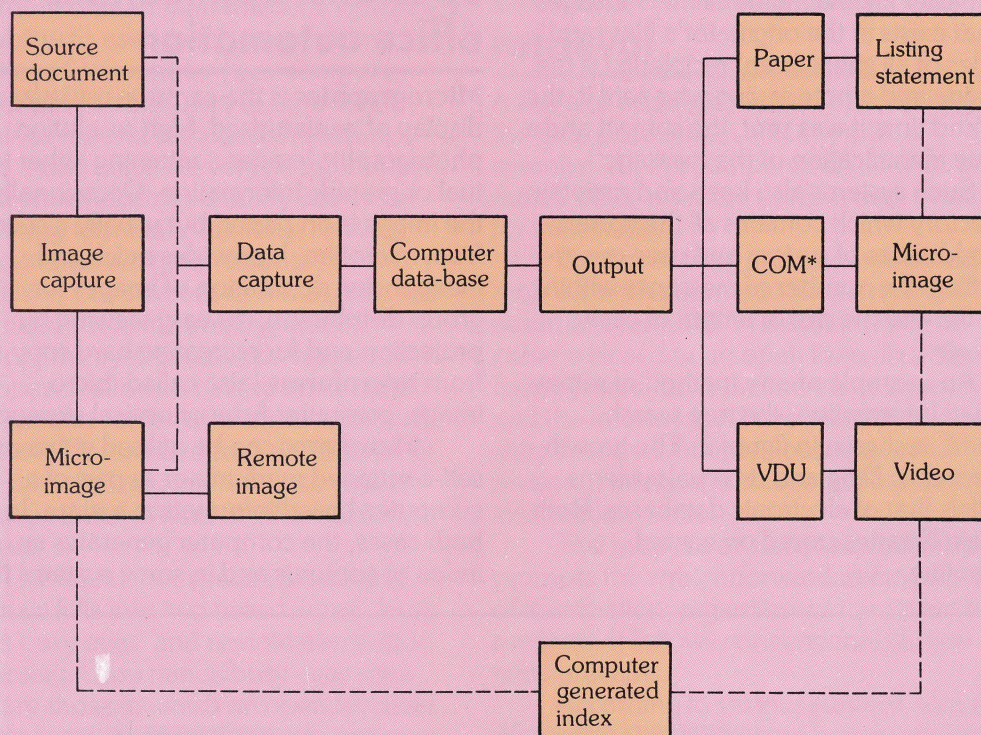 Source
document
Paper
Listing
statement
Image
capture
Data
capture
Computer
data-base
Output
COM*
Micro-
image
Micro-
image
Remote
image
VDU
Video
Computer
generated
index